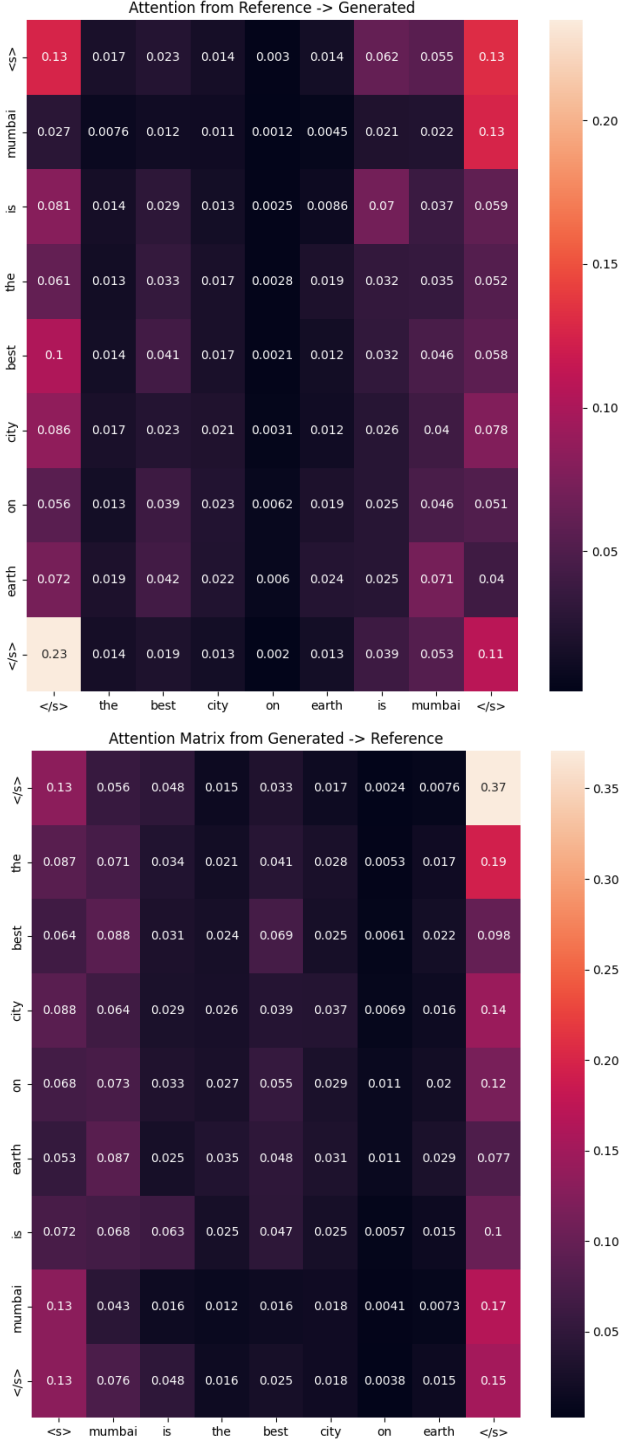 Attention from Reference -> Generated
<s> 0.13 0.017 0.023 0.014 0.003 0.014 0.062 0.055 0.13
mumbai 0.027 0.0076 0.012 0.011 0.0012 0.0045 0.021 0.022 0.13
is 0.081 0.014 0.029 0.013 0.0025 0.0086 0.07 0.037 0.059
the 0.061 0.013 0.033 0.017 0.0028 0.019 0.032 0.035 0.052
best 0.1 0.014 0.041 0.017 0.0021 0.012 0.032 0.046 0.058
city 0.086 0.017 0.023 0.021 0.0031 0.012 0.026 0.04 0.078
on 0.056 0.013 0.039 0.023 0.0062 0.019 0.025 0.046 0.051
earth 0.072 0.019 0.042 0.022 0.006 0.024 0.025 0.071 0.04
</s> 0.23 0.014 0.019 0.013 0.002 0.013 0.039 0.053 0.11
</s> the best city on earth is mumbai </s>
0.20
0.15
0.10
0.05
Attention Matrix from Generated -> Reference
</s> 0.13 0.056 0.048 0.015 0.033 0.017 0.0024 0.0076 0.37
the 0.087 0.071 0.034 0.021 0.041 0.028 0.0053 0.017 0.19
best 0.064 0.088 0.031 0.024 0.069 0.025 0.0061 0.022 0.098
city 0.088 0.064 0.029 0.026 0.039 0.037 0.0069 0.016 0.14
on 0.068 0.073 0.033 0.027 0.055 0.029 0.011 0.02 0.12
earth 0.053 0.087 0.025 0.035 0.048 0.031 0.011 0.029 0.077
is 0.072 0.068 0.063 0.025 0.047 0.025 0.0057 0.015 0.1
mumbai 0.13 0.043 0.016 0.012 0.016 0.018 0.0041 0.0073 0.17
</s> 0.13 0.076 0.048 0.016 0.025 0.018 0.0038 0.015 0.15
<s> mumbai is the best city on earth </s>
0.35
0.30
0.25
0.20
0.15
0.10
0.05